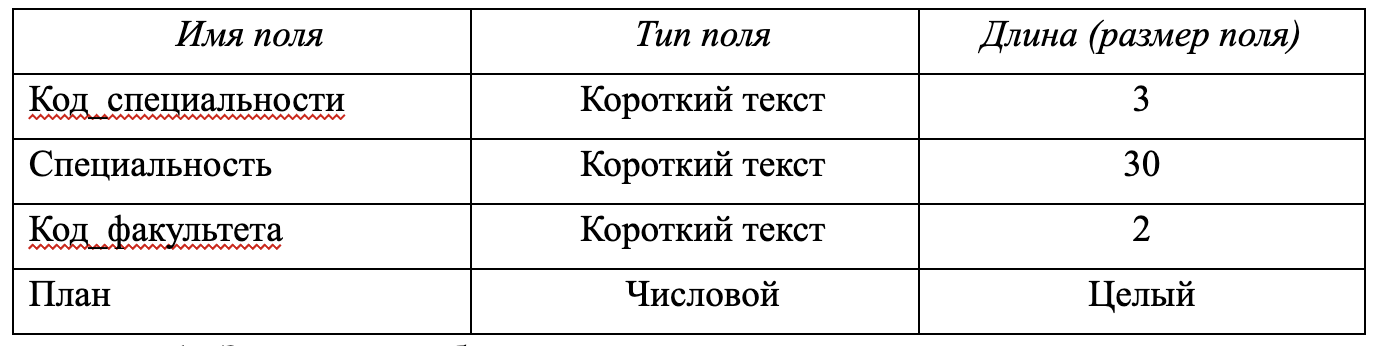 Имя поля Тип поля Длина (размер поля)
Код_специальности Короткий текст 3
Специальность Короткий текст 30
Код_факультета Короткий текст 2
План Числовой Целый